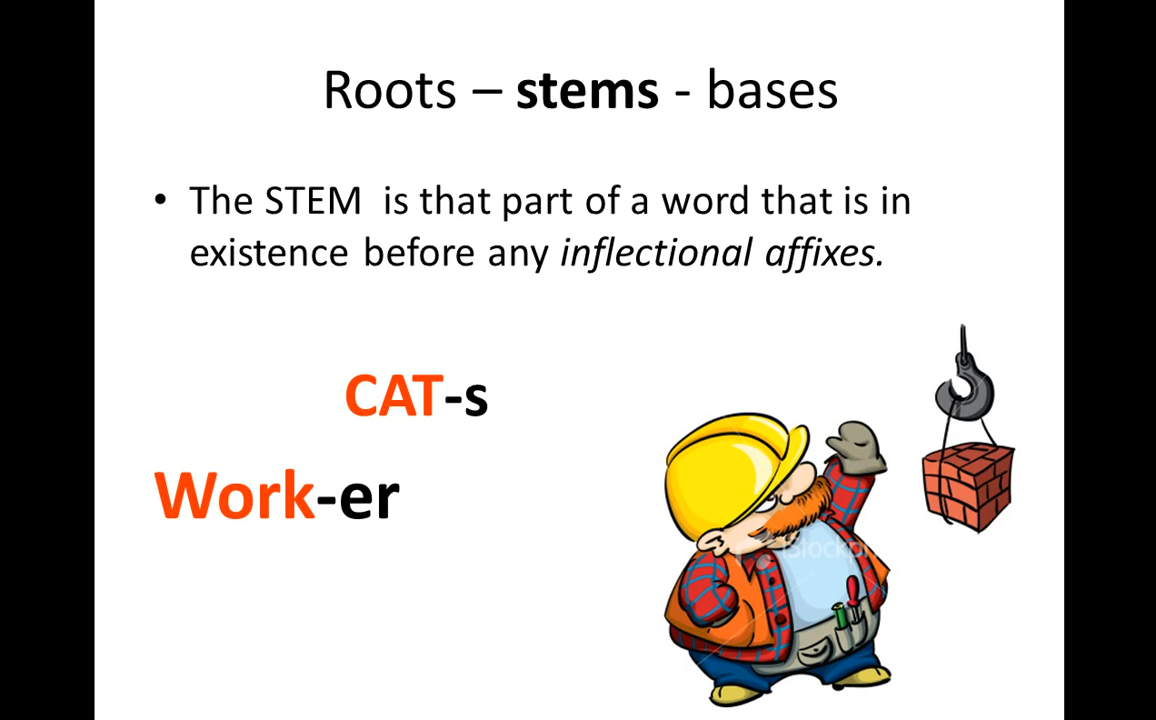 Roots – stems - bases
• The STEM is that part of a word that is in
existence before any inflectional affixes.
CAT-s
Work-er